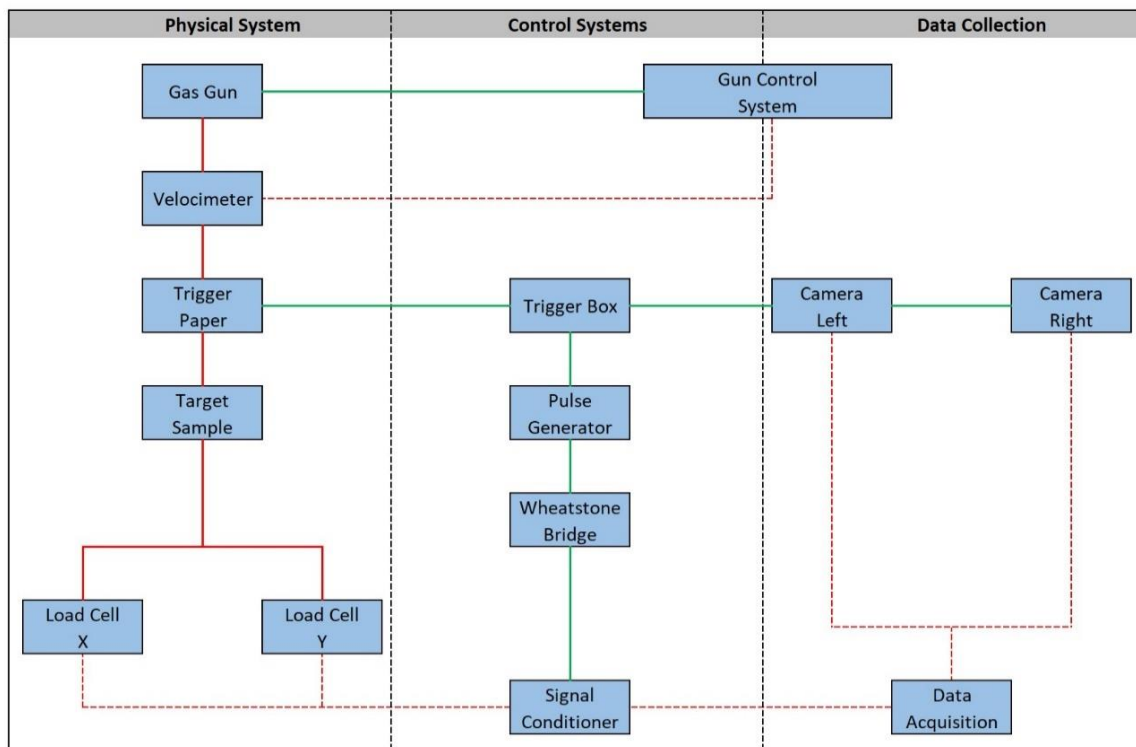 Physical System
Control Systems
Data Collection
Gas Gun
Gun Control
System
Velocimeter
Trigger
Paper
Trigger Box
Camera
Left
Camera
Right
Target
Sample
Pulse
Generator
Wheatstone
Bridge
Load Cell
X
Load Cell
Y
Signal
Conditioner
Data
Acquisition